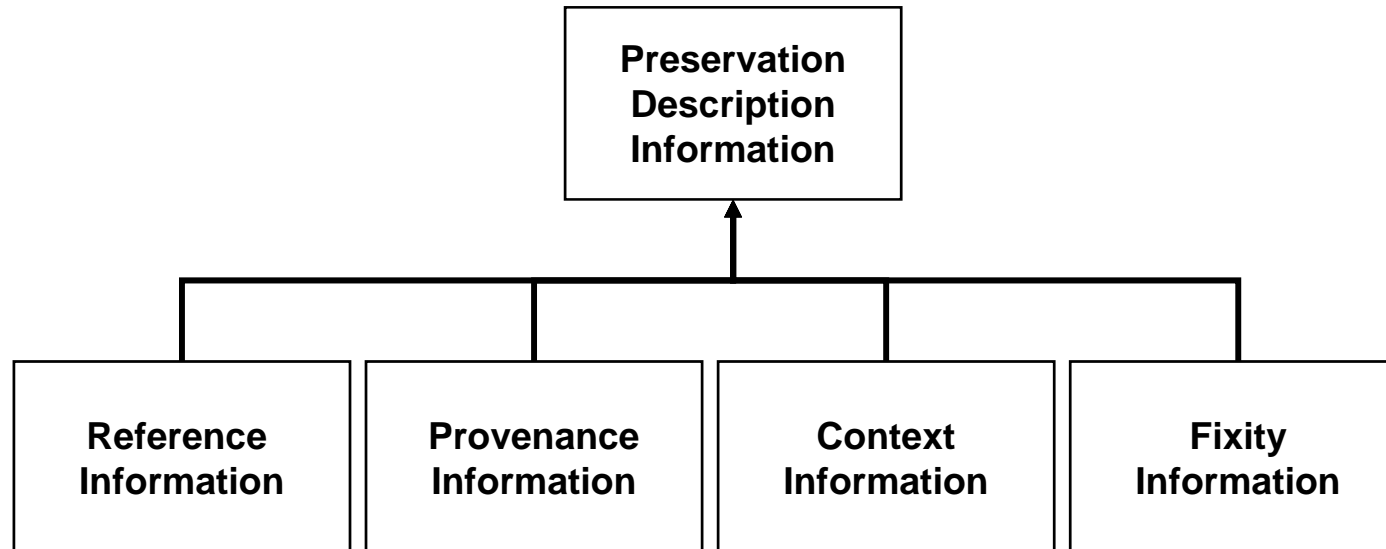 Preservation
Description
Information
Reference
Information
Provenance
Information
Context
Information
Fixity
Information